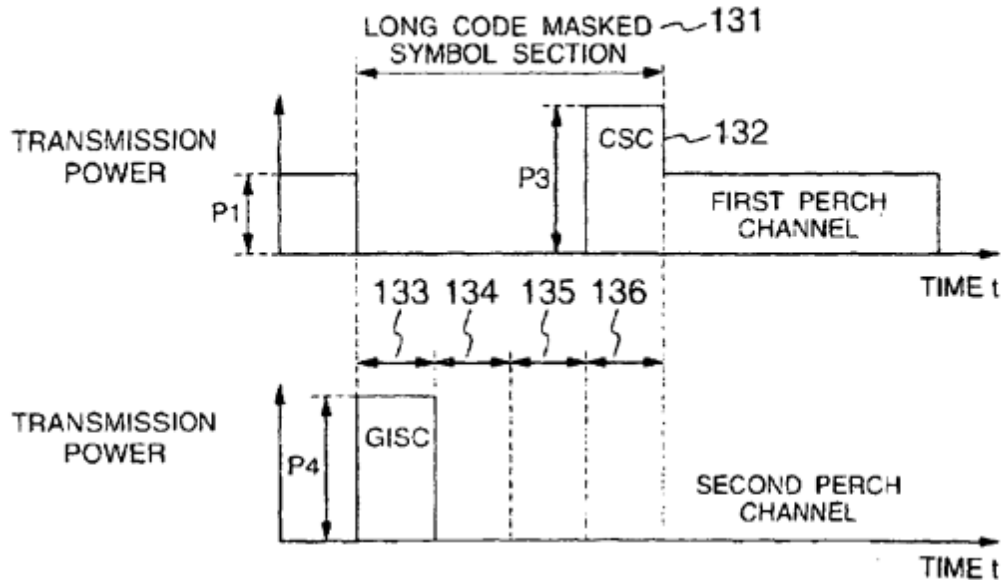 LONG CODE MASKED 131
SYMBOL SECTION
TRANSMISSION
POWER
P1
P3
CSC
132
FIRST PERCH
CHANNEL
TIME t
133 134 135 136
TRANSMISSION
POWER
P4
GISC
SECOND PERCH
CHANNEL
TIME t